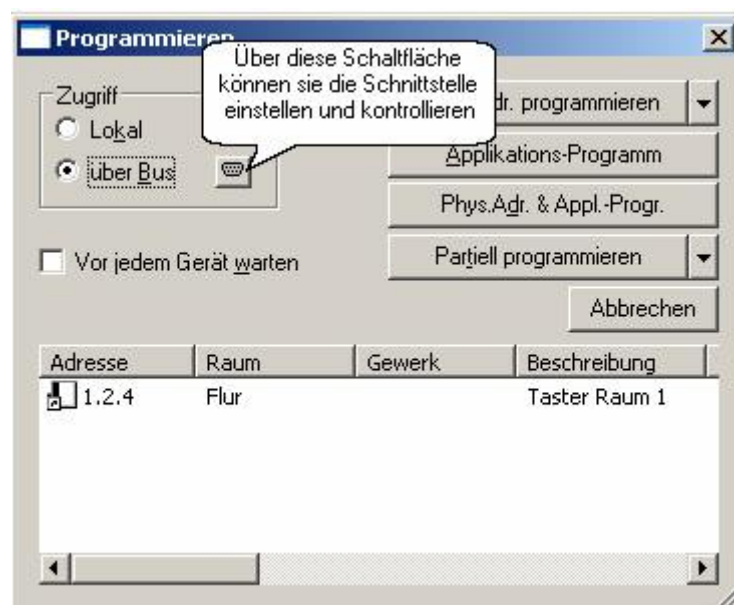 Programmieren
Über diese Schaltfläche
können sie die Schnittstelle
einstellen und kontrollieren
Zugriff
Lokal
über Bus
dr. programmieren
Applikations-Programm
Phys.Adr. & Appl.-Progr.
Vor jedem Gerät warten
Partiell programmieren
Abbrechen
Adresse Raum Gewerk Beschreibung
1.2.4 Flur Taster Raum 1